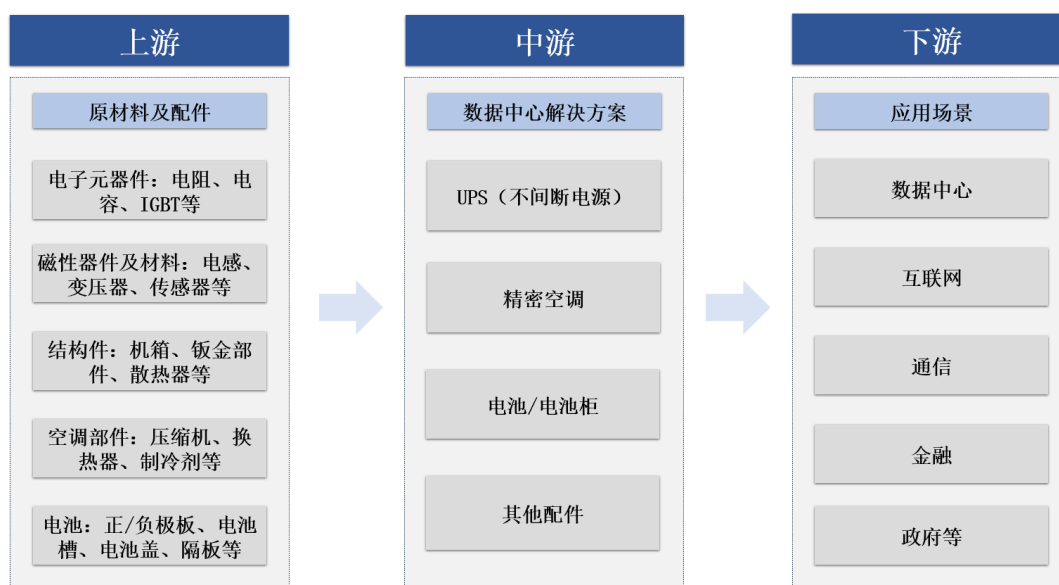 上游
原材料及配件
电子元器件：电阻、电
容、IGBT等
磁性器件及材料：电感、
变压器、传感器等
结构件：机箱、钣金部
件、散热器等
空调部件：压缩机、换
热器、制冷剂等
电池：正/负极板、电池
槽、电池盖、隔板等
中游
数据中心解决方案
UPS（不间断电源）
精密空调
电池/电池柜
其他配件
下游
应用场景
数据中心
互联网
通信
金融
政府等